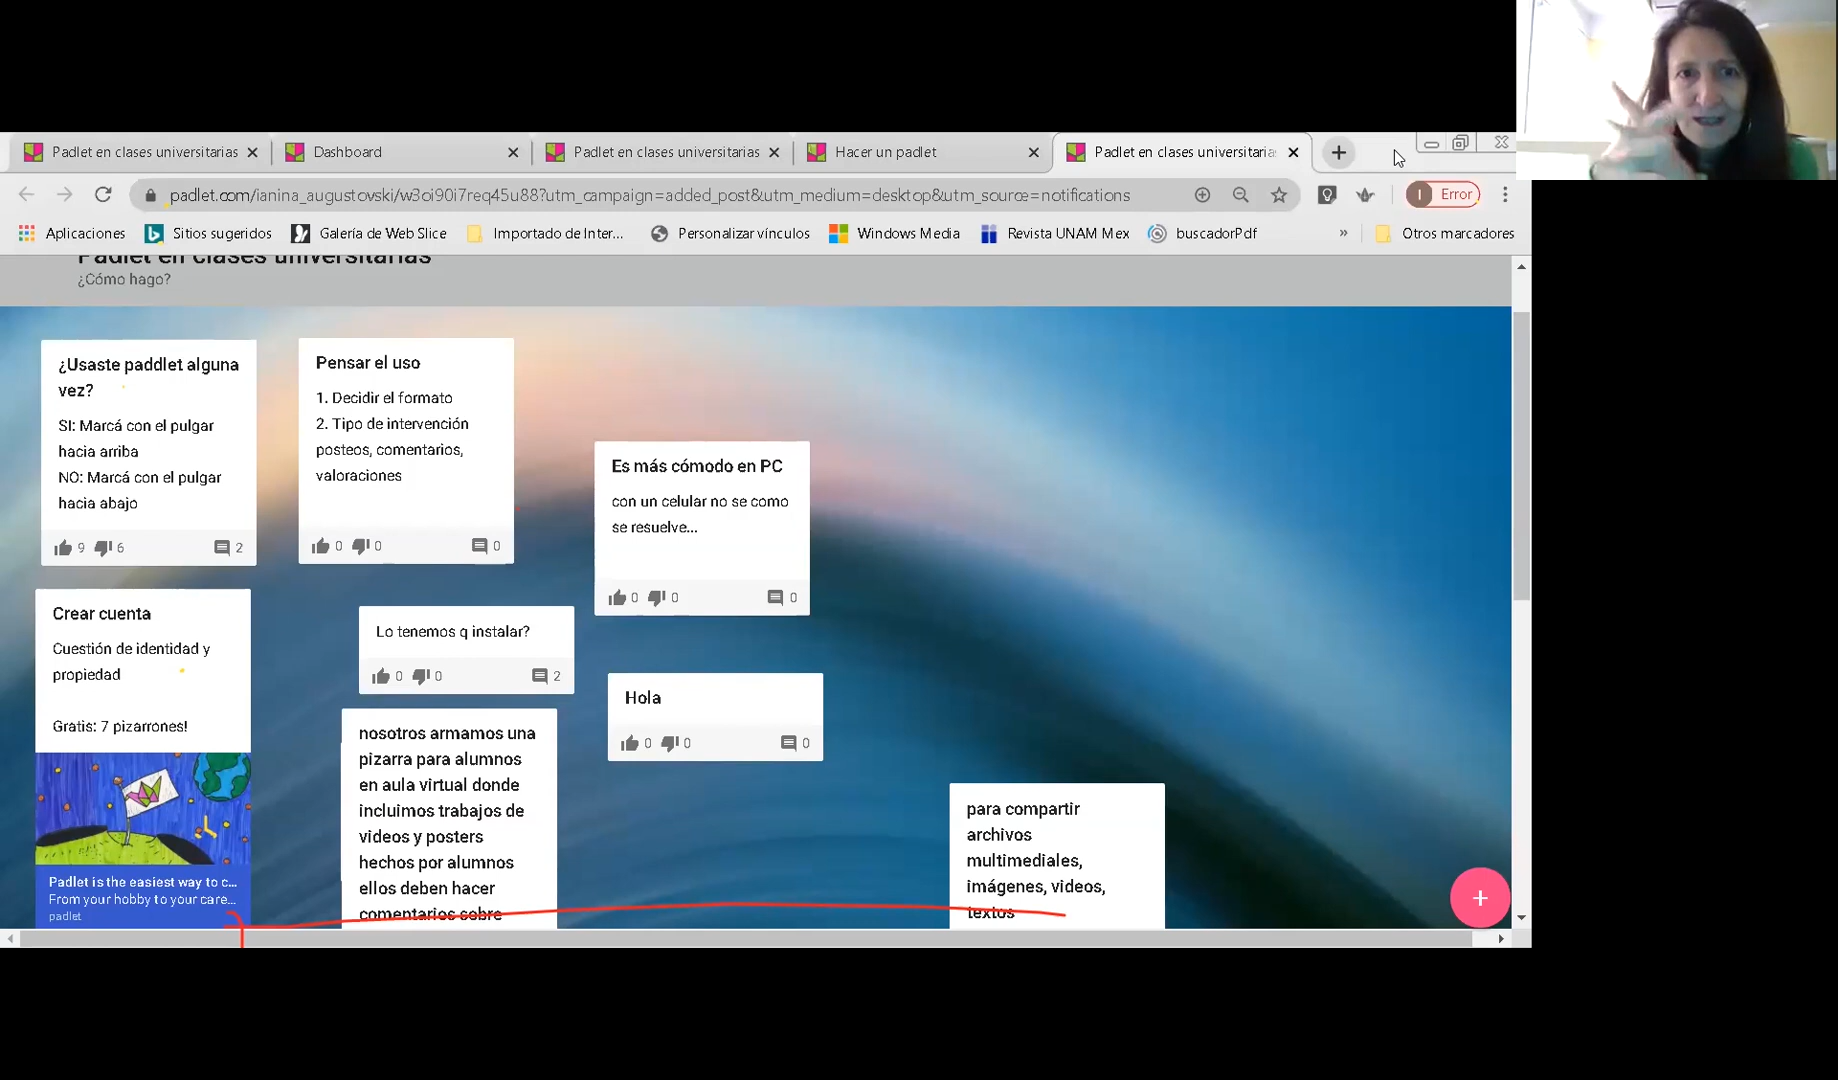 Padlet en clases universitarias
Dashboard
Padlet en clases universitarias
Hacer un padlet
Padlet en clases universitaria
padlet.com/ianina_augustovski/w3oi90i7req45u88?utm_campaign=added_post&utm_medium=desktop&utm_source=notifications
I Error
Aplicaciones
Sitios sugeridos
Galería de Web Slice
Importado de Inter...
Personalizar vínculos
Windows Media
Revista UNAM Mex
buscadorPdf
»
Otros marcadores
Padlet en clases universitarias
¿Cómo hago?
¿Usaste paddlet alguna
vez?
SI: Marcá con el pulgar
hacia arriba
NO: Marcá con el pulgar
hacia abajo
9 6 2
Crear cuenta
Cuestión de identidad y
propiedad
Gratis: 7 pizarrones!
Padlet is the easiest way to c...
From your hobby to your care...
padlet
Pensar el uso
1. Decidir el formato
2. Tipo de intervención
posteos, comentarios,
valoraciones
0 0 0
Lo tenemos q instalar?
0 0 2
nosotros armamos una
pizarra para alumnos
en aula virtual donde
incluimos trabajos de
videos y posters
hechos por alumnos
ellos deben hacer
comentarios sobre
Es más cómodo en PC
con un celular no se como
se resuelve...
0 0 0
Hola
0 0 0
para compartir
archivos
multimediales,
imágenes, videos,
textos